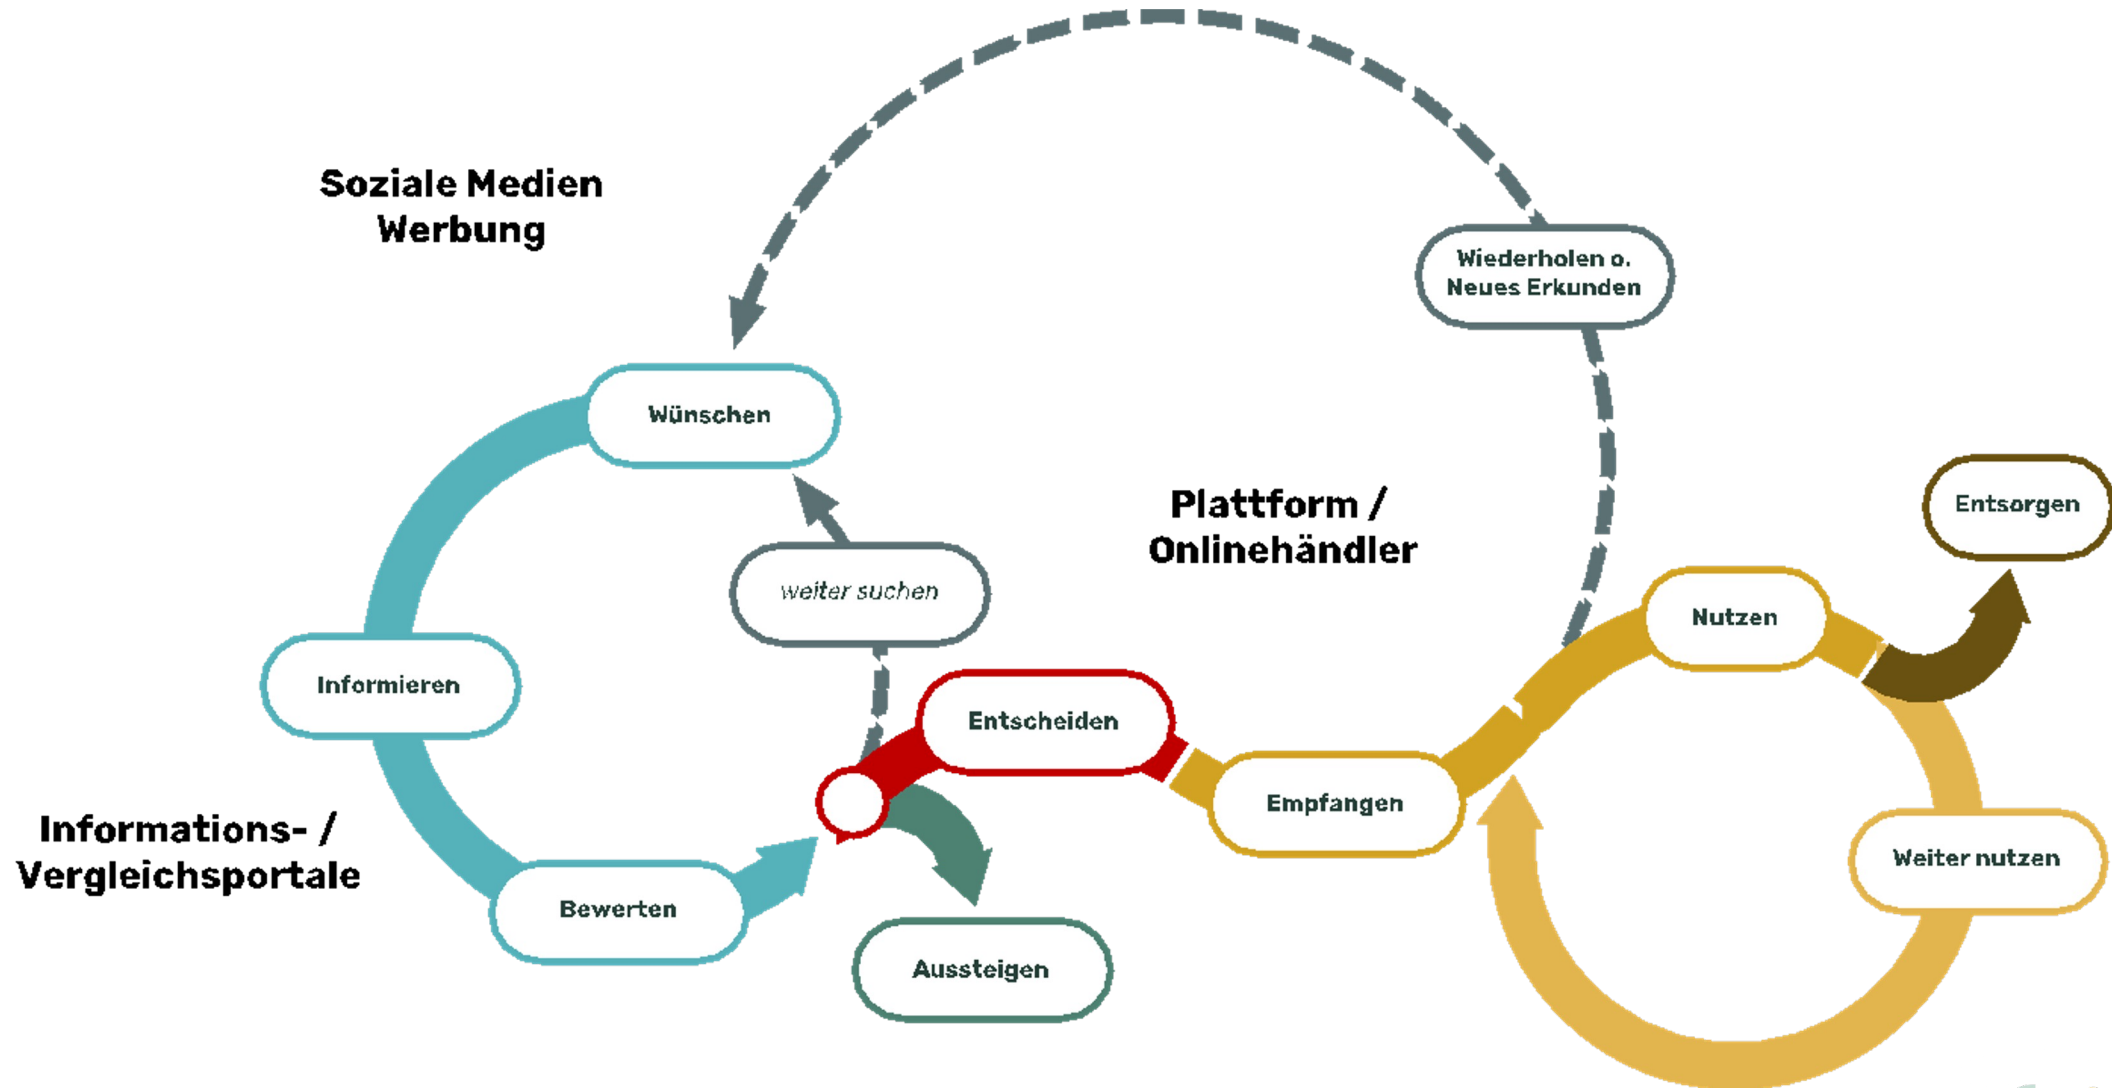 Soziale Medien
Werbung
Wiederholen o.
Neues Erkunden
Wünschen
Plattform /
Onlinehändler
Entsorgen
weiter suchen
Nutzen
Informieren
Entscheiden
Empfangen
Informations- /
Vergleichsportale
Weiter nutzen
Bewerten
Aussteigen